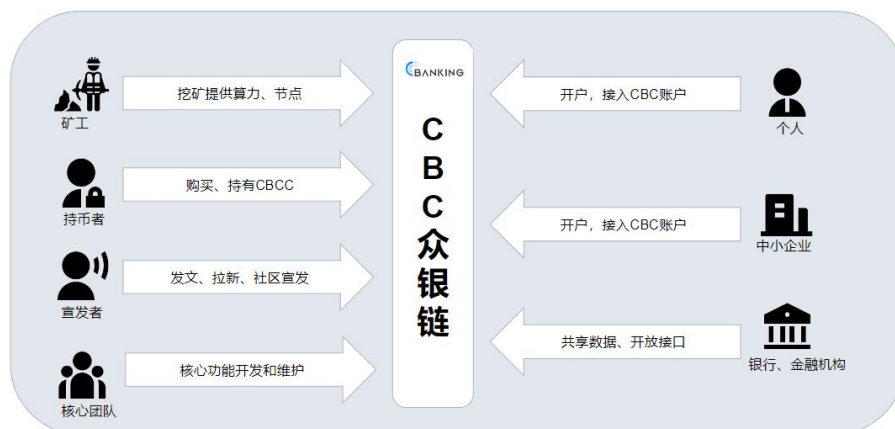 挖矿提供算力、节点
矿工
购买、持有CBCC
持币者
发文、拉新、社区宣发
宣发者
核心功能开发和维护
核心团队
CBANKING
CBC众银链
开户，接入CBC账户
个人
开户，接入CBC账户
中小企业
共享数据、开放接口
银行、金融机构